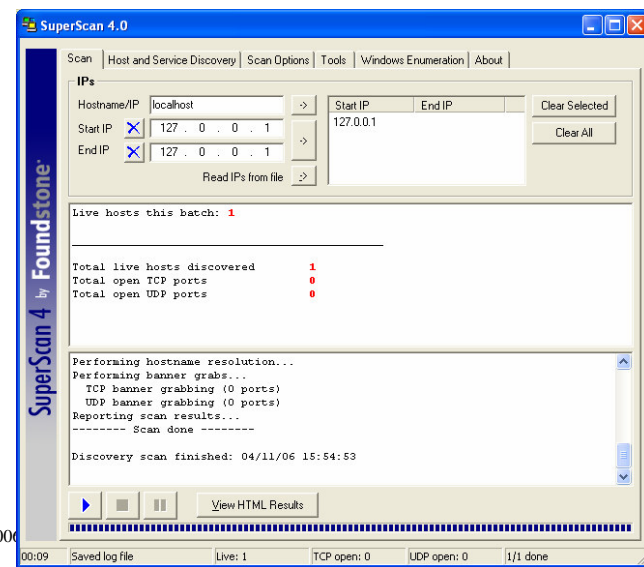 SuperScan 4.0
Scan Host and Service Discovery Scan Options Tools Windows Enumeration About
IPs
Hostname/IP localhost ->
Start IP X 127 . 0 . 0 . 1
End IP X 127 . 0 . 0 . 1
->
Read IPs from file ->
Start IP End IP
127.0.0.1
Clear Selected
Clear All
SuperScan 4 by Foundstone
Live hosts this batch: 1
Total live hosts discovered 1
Total open TCP ports 0
Total open UDP ports 0
Performing hostname resolution...
Performing banner grabs...
TCP banner grabbing (0 ports)
UDP banner grabbing (0 ports)
Reporting scan results...
-------- Scan done --------
Discovery scan finished: 04/11/06 15:54:53
View HTML Results
00:09 Saved log file Live: 1 TCP open: 0 UDP open: 0 1/1 done